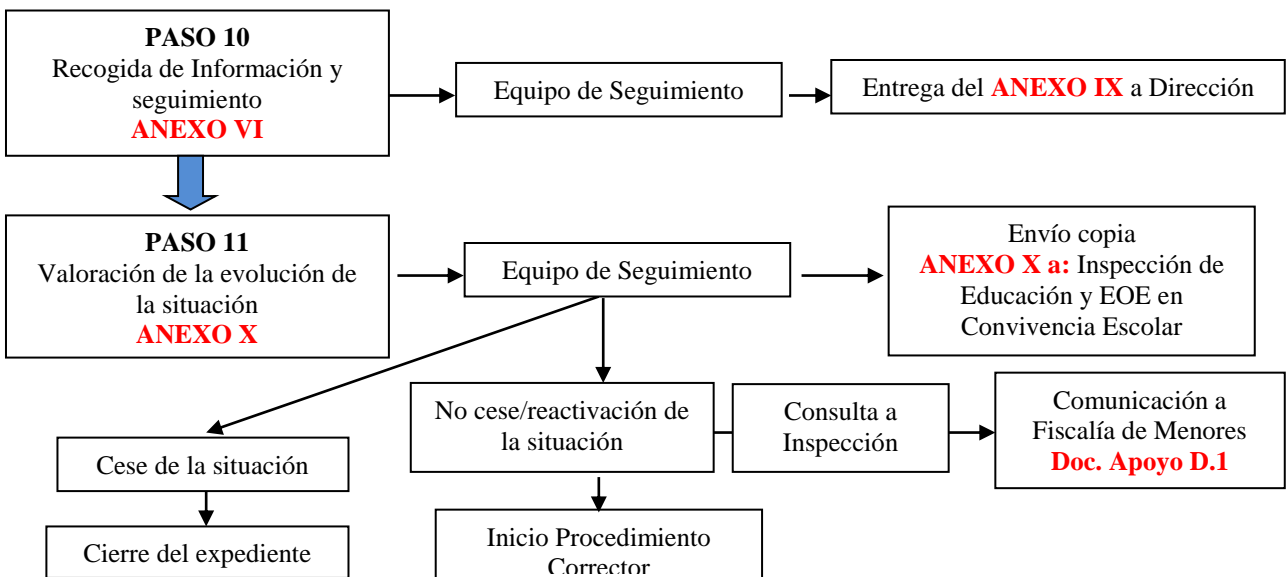 PASO 10
Recogida de Información y
seguimiento
ANEXO VI
Equipo de Seguimiento
Entrega del ANEXO IX a Dirección
PASO 11
Valoración de la evolución de
la situación
ANEXO X
Equipo de Seguimiento
Envío copia
ANEXO X a: Inspección de
Educación y EOE en
Convivencia Escolar
No cese/reactivación de
la situación
Consulta a
Inspección
Comunicación a
Fiscalía de Menores
Doc. Apoyo D.1
Cese de la situación
Cierre del expediente
Inicio Procedimiento
Corrector